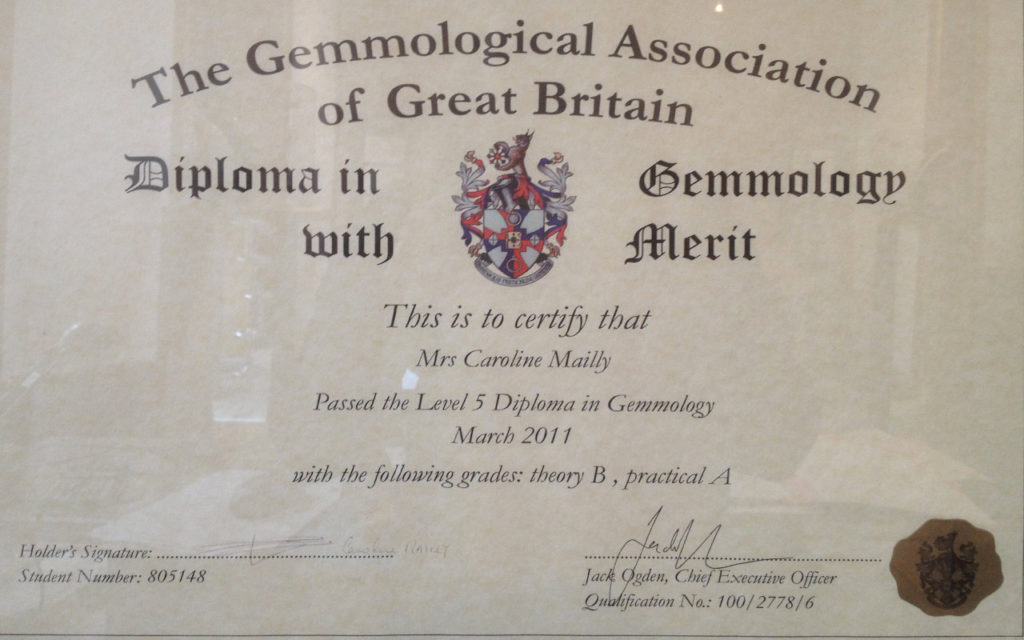 The Gemmological Association
of Great Britain
Diploma in Gemmology
with Merit
This is to certify that
Mrs Caroline Mailly
Passed the Level 5 Diploma in Gemmology
March 2011
with the following grades: theory B , practical A
Holder's Signature: Caroline Mailly
Student Number: 805148
Jack Ogden, Chief Executive Officer
Qualification No.: 100/2778/6